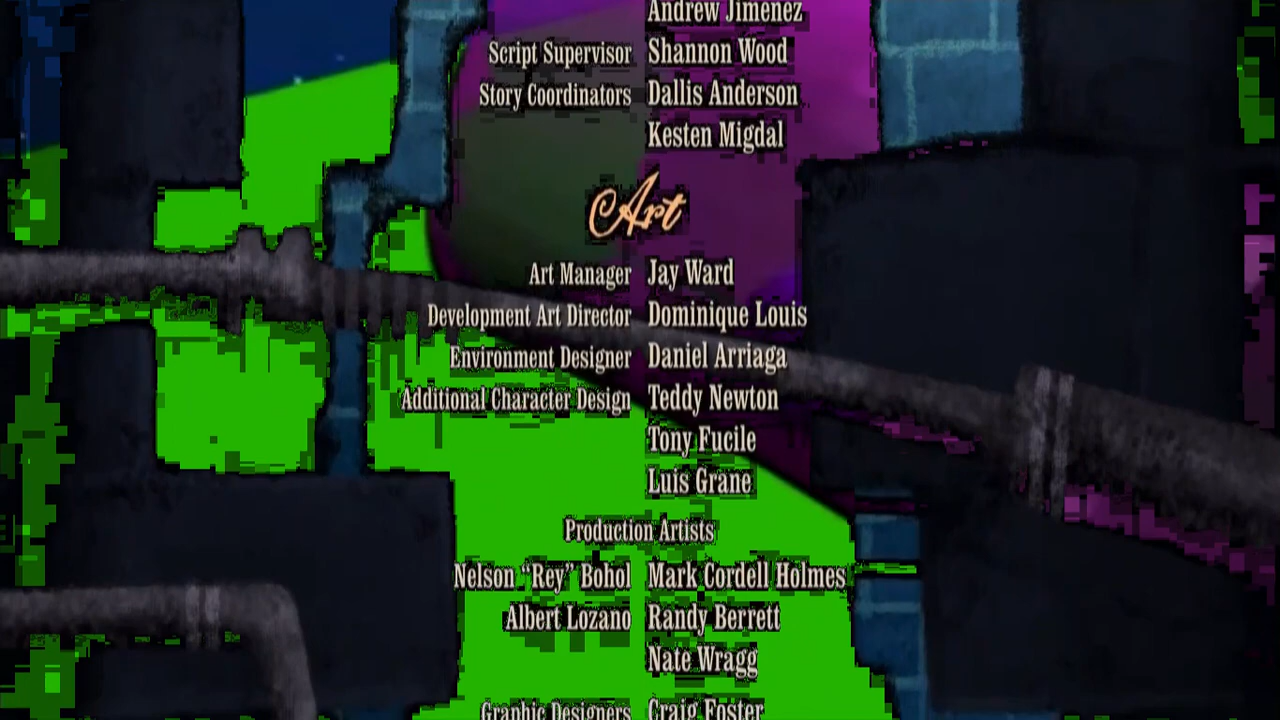 Andrew Jimenez
Script Supervisor Shannon Wood
Story Coordinators Dallis Anderson
Kesten Migdal
Art
Art Manager Jay Ward
Development Art Director Dominique Louis
Environment Designer Daniel Arriaga
Additional Character Design Teddy Newton
Tony Fucile
Luis Grane
Production Artists
Nelson “Rey” Bohol Mark Cordell Holmes
Albert Lozano Randy Berrett
Nate Wragg
Graphic Designers Craig Foster